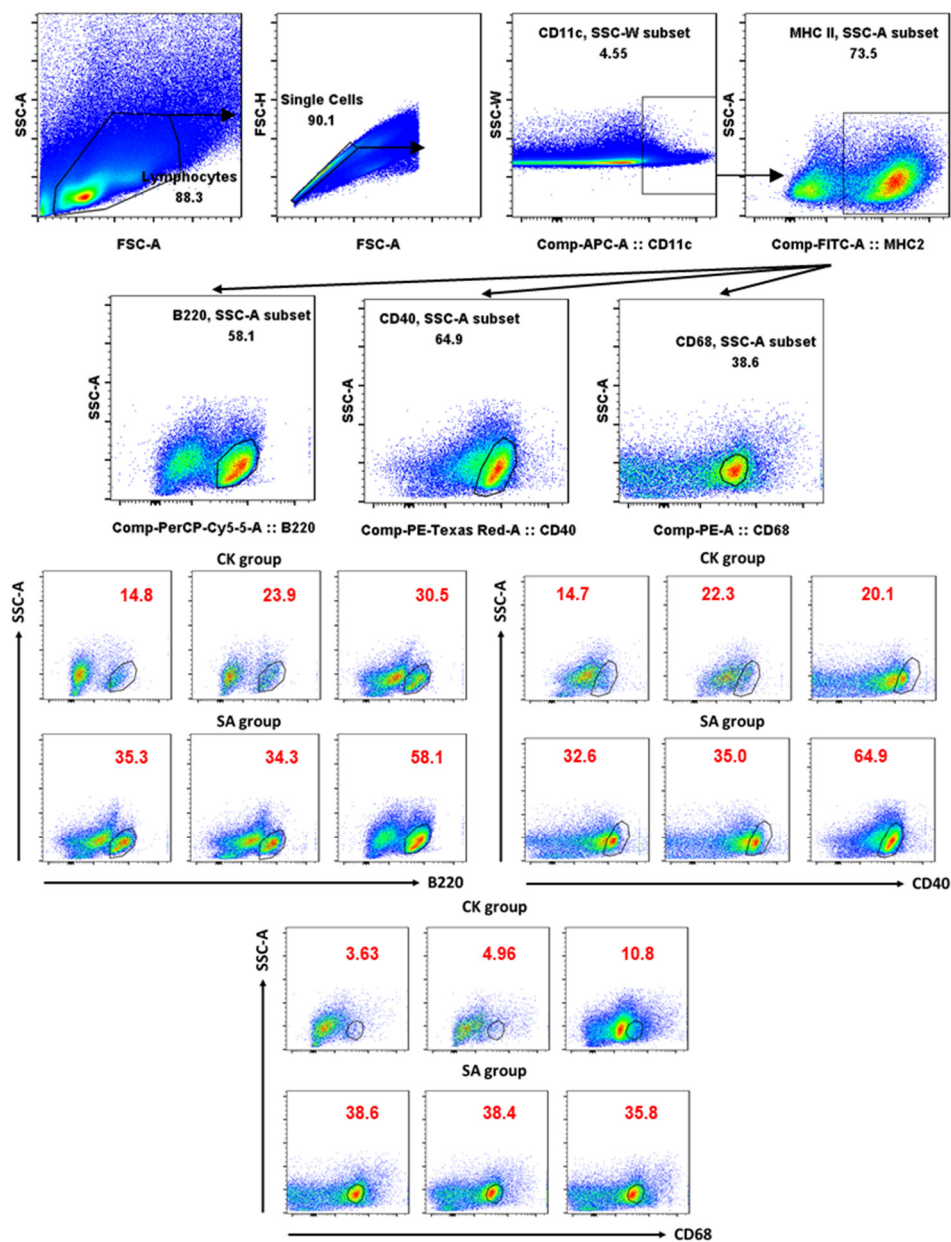 CD11c, SSC-W subset
4.55
MHC II, SSC-A subset
73.5
Single Cells
90.1
Lymphocytes
88.3
SSC-A
FSC-H
SSC-W
SSC-A
FSC-A
FSC-A
Comp-APC-A :: CD11c
Comp-FITC-A :: MHC2
B220, SSC-A subset
58.1
CD40, SSC-A subset
64.9
CD68, SSC-A subset
38.6
SSC-A
SSC-A
SSC-A
Comp-PerCP-Cy5-5-A :: B220
Comp-PE-Texas Red-A :: CD40
Comp-PE-A :: CD68
CK group
SSC-A
14.8
23.9
30.5
SA group
35.3
34.3
58.1
B220
CK group
SSC-A
14.7
22.3
20.1
SA group
32.6
35.0
64.9
CD40
CK group
SSC-A
3.63
4.96
10.8
SA group
38.6
38.4
35.8
CD68